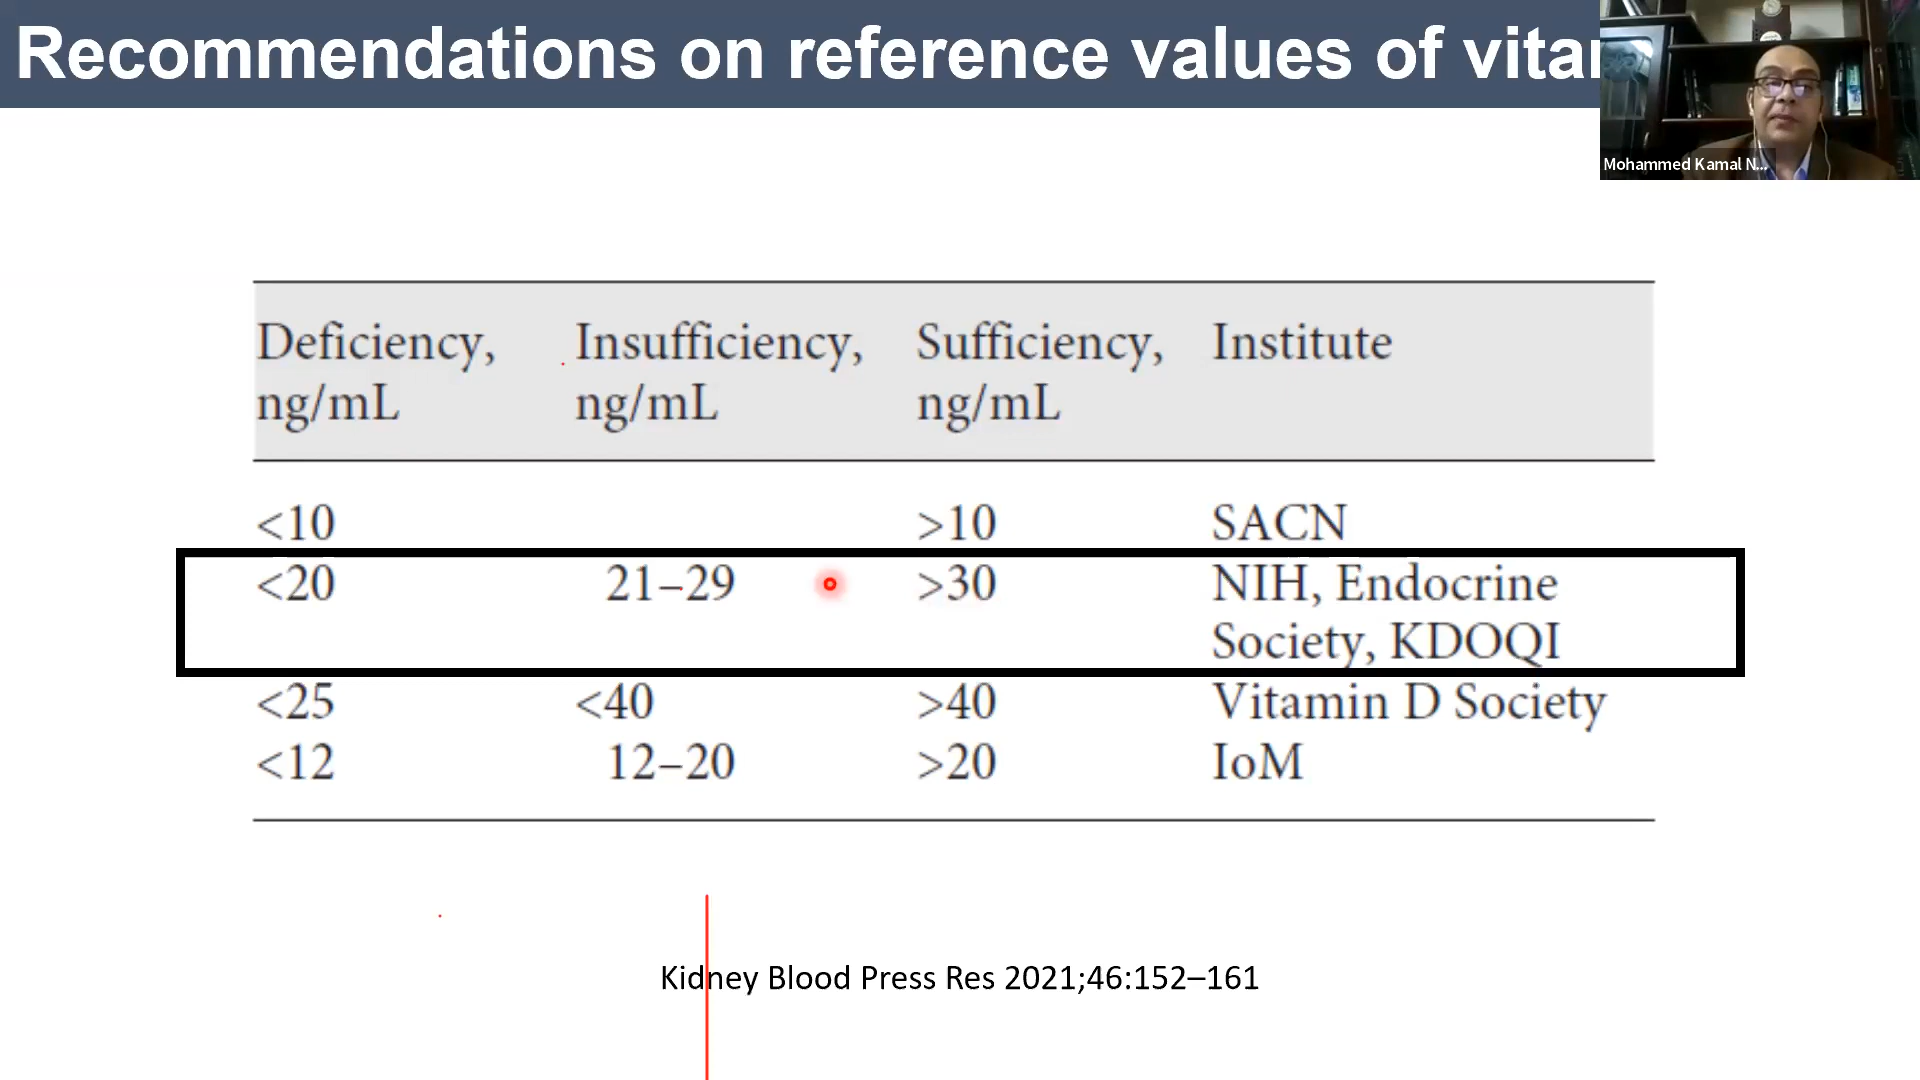 Recommendations on reference values of vita
Mohammed Kamal N...
Deficiency, Insufficiency, Sufficiency, Institute
ng/mL ng/mL ng/mL
<10 >10 SACN
<20 21–29 >30 NIH, Endocrine
Society, KDOQI
<25 <40 >40 Vitamin D Society
<12 12–20 >20 IoM
Kidney Blood Press Res 2021;46:152–161